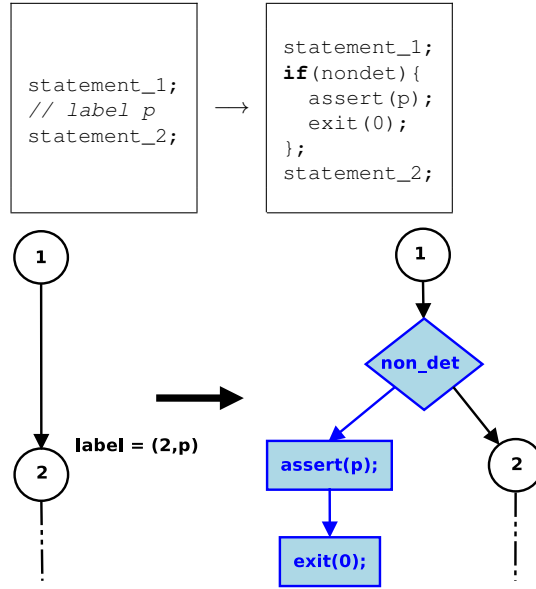 statement_1;
// label p
statement_2;
→
statement_1;
if(nondet){
assert(p);
exit(0);
};
statement_2;
1
2
label = (2,p)
1
non_det
assert(p);
2
exit(0);